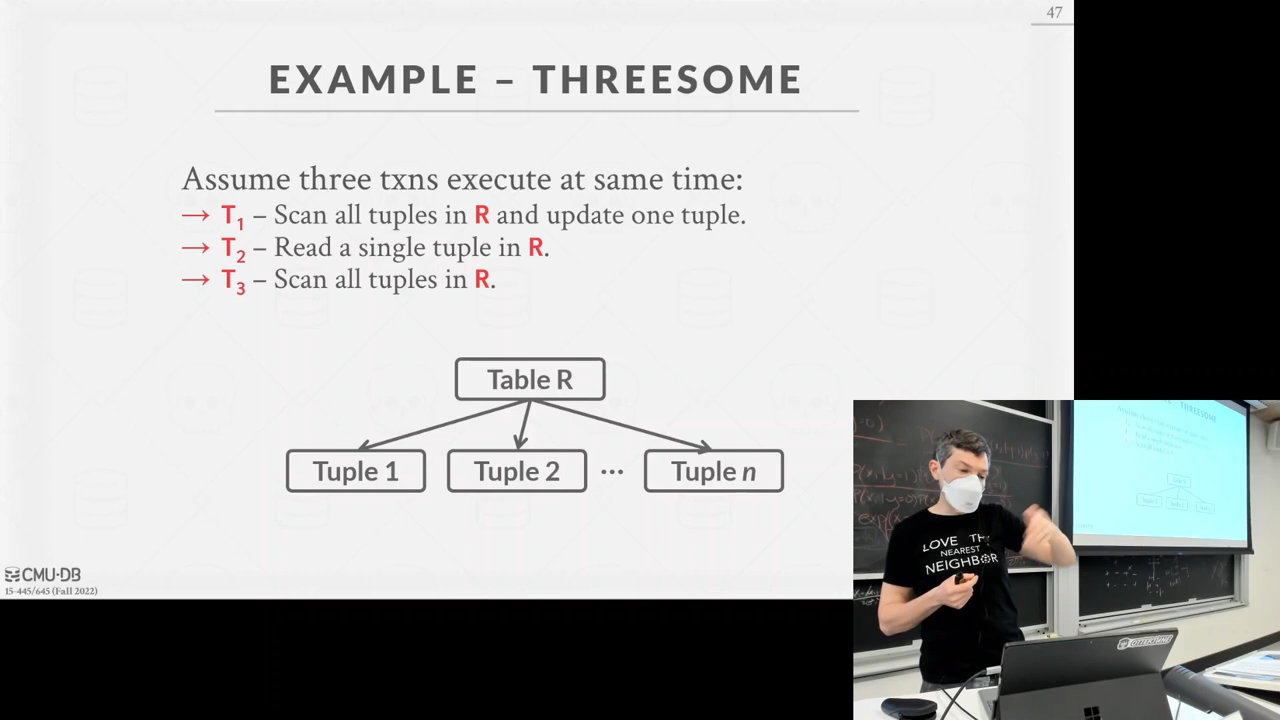 47
EXAMPLE – THREESOME
Assume three txns execute at same time:
→ T1 – Scan all tuples in R and update one tuple.
→ T2 – Read a single tuple in R.
→ T3 – Scan all tuples in R.
Table R
Tuple 1 Tuple 2 ... Tuple n
CMU·DB
15-445/645 (Fall 2022)
LOVE THY
NEAREST
NEIGHBOR
OTTERTUNE